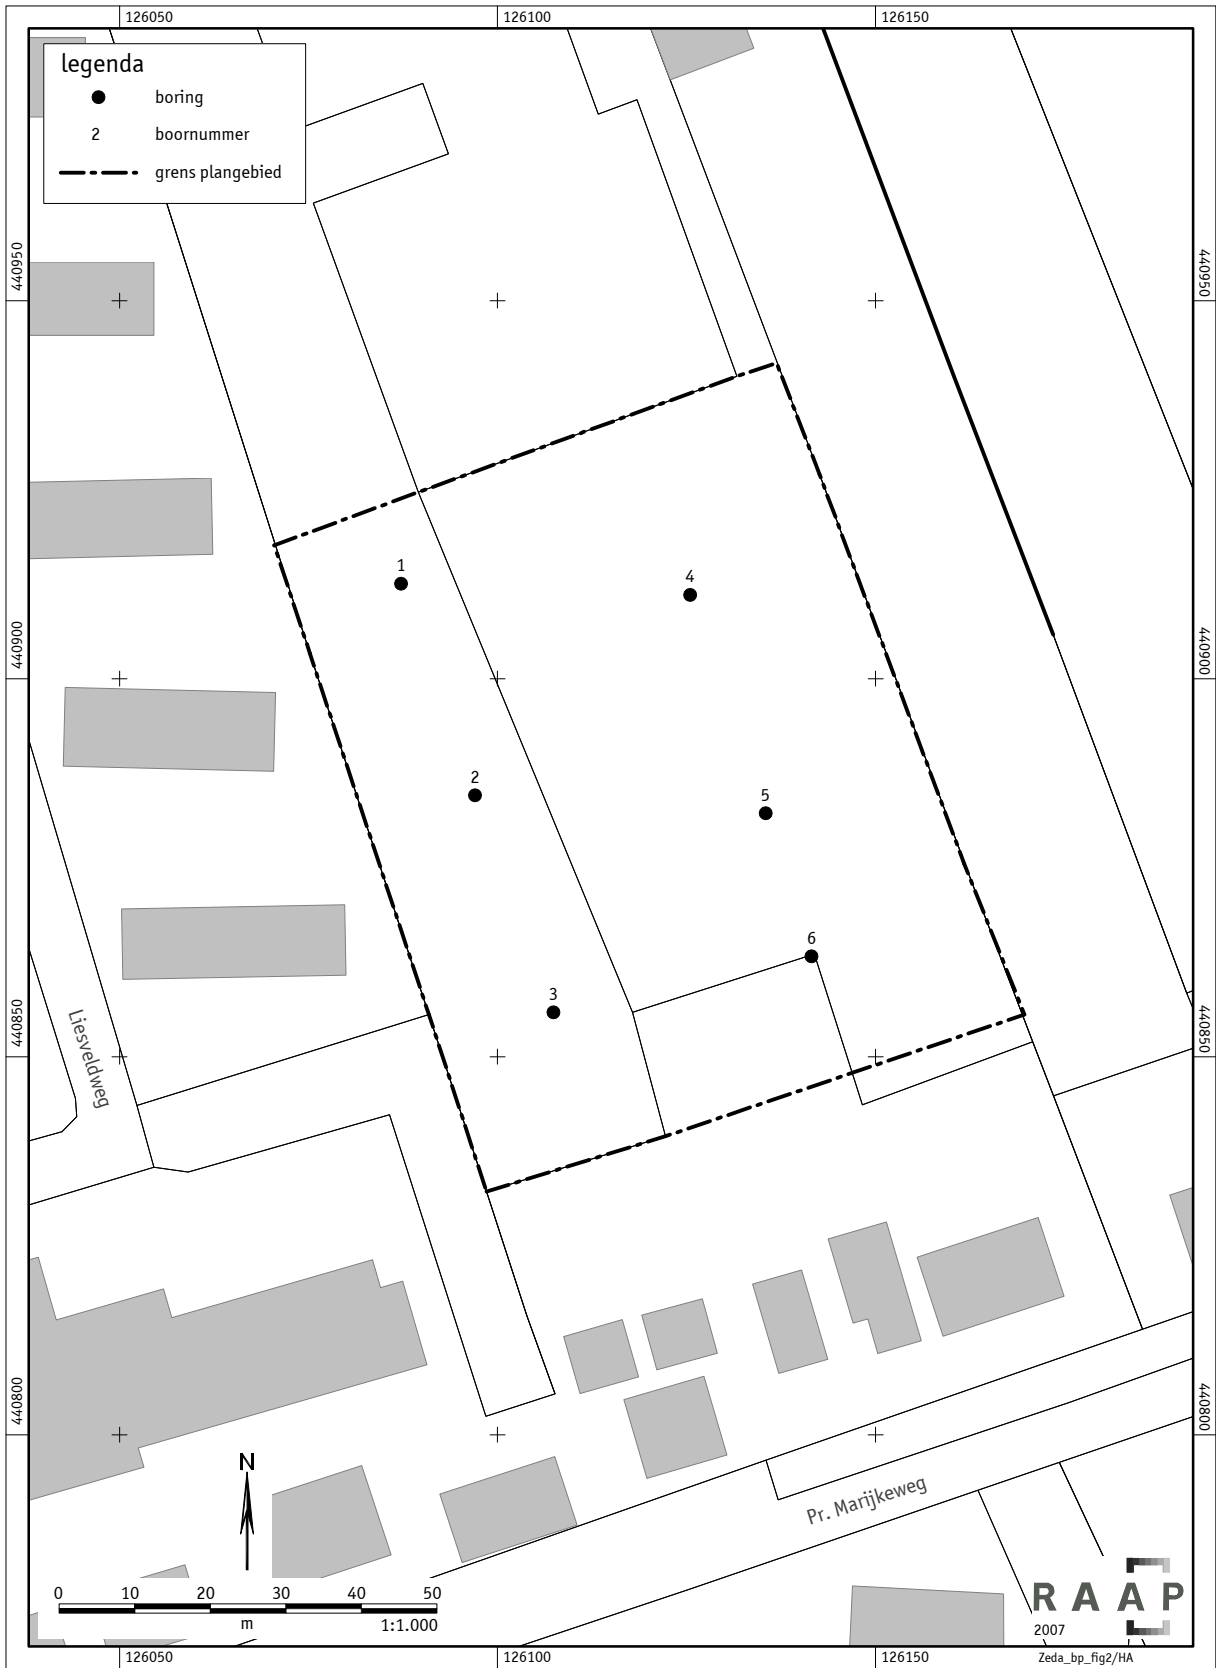 126050
126100
126150
legenda
boring
2 boornummer
grens plangebied
440950
440950
1
4
440900
440900
2
5
6
3
440850
440850
Liesveldweg
440800
440800
N
Pr. Marijkeweg
0 10 20 30 40 50
m 1:1.000
RAAP
2007
Zeda_bp_fig2/HA
126050
126100
126150